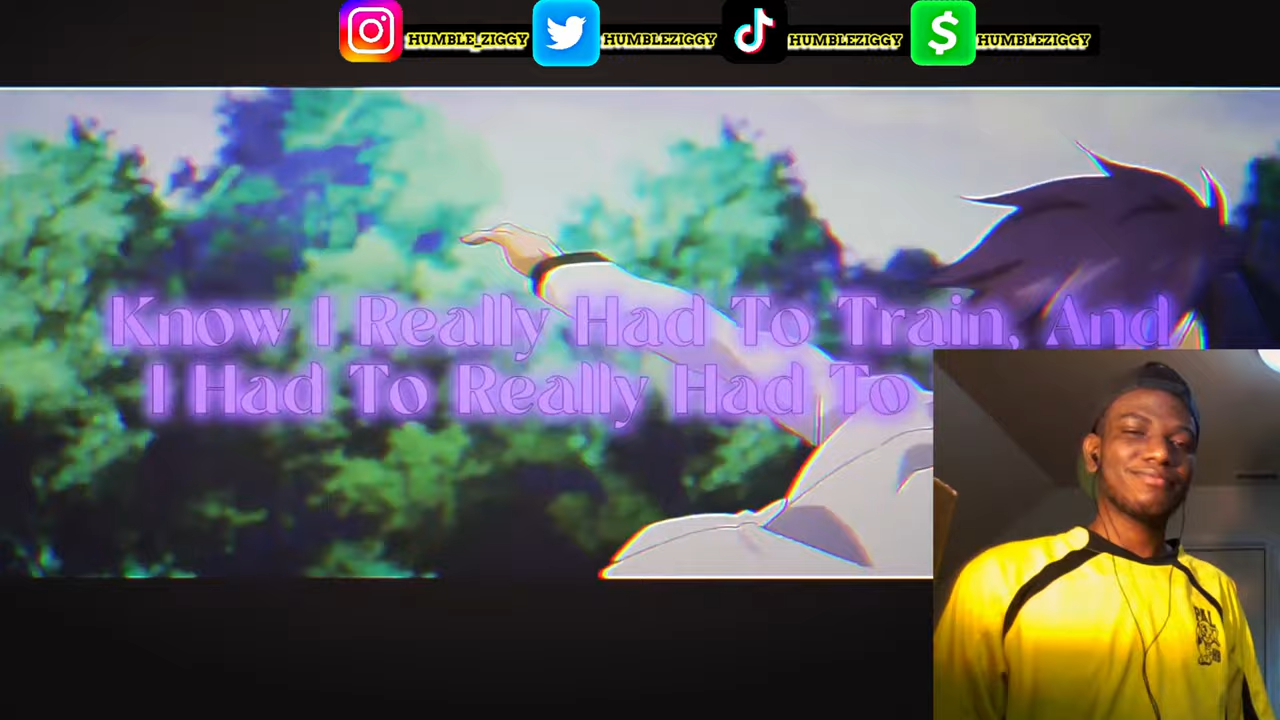 HUMBLE_ZIGGY HUMBLEZIGGY HUMBLEZIGGY HUMBLEZIGGY
Know I Really Had To Train, And
I Had To Really Had To